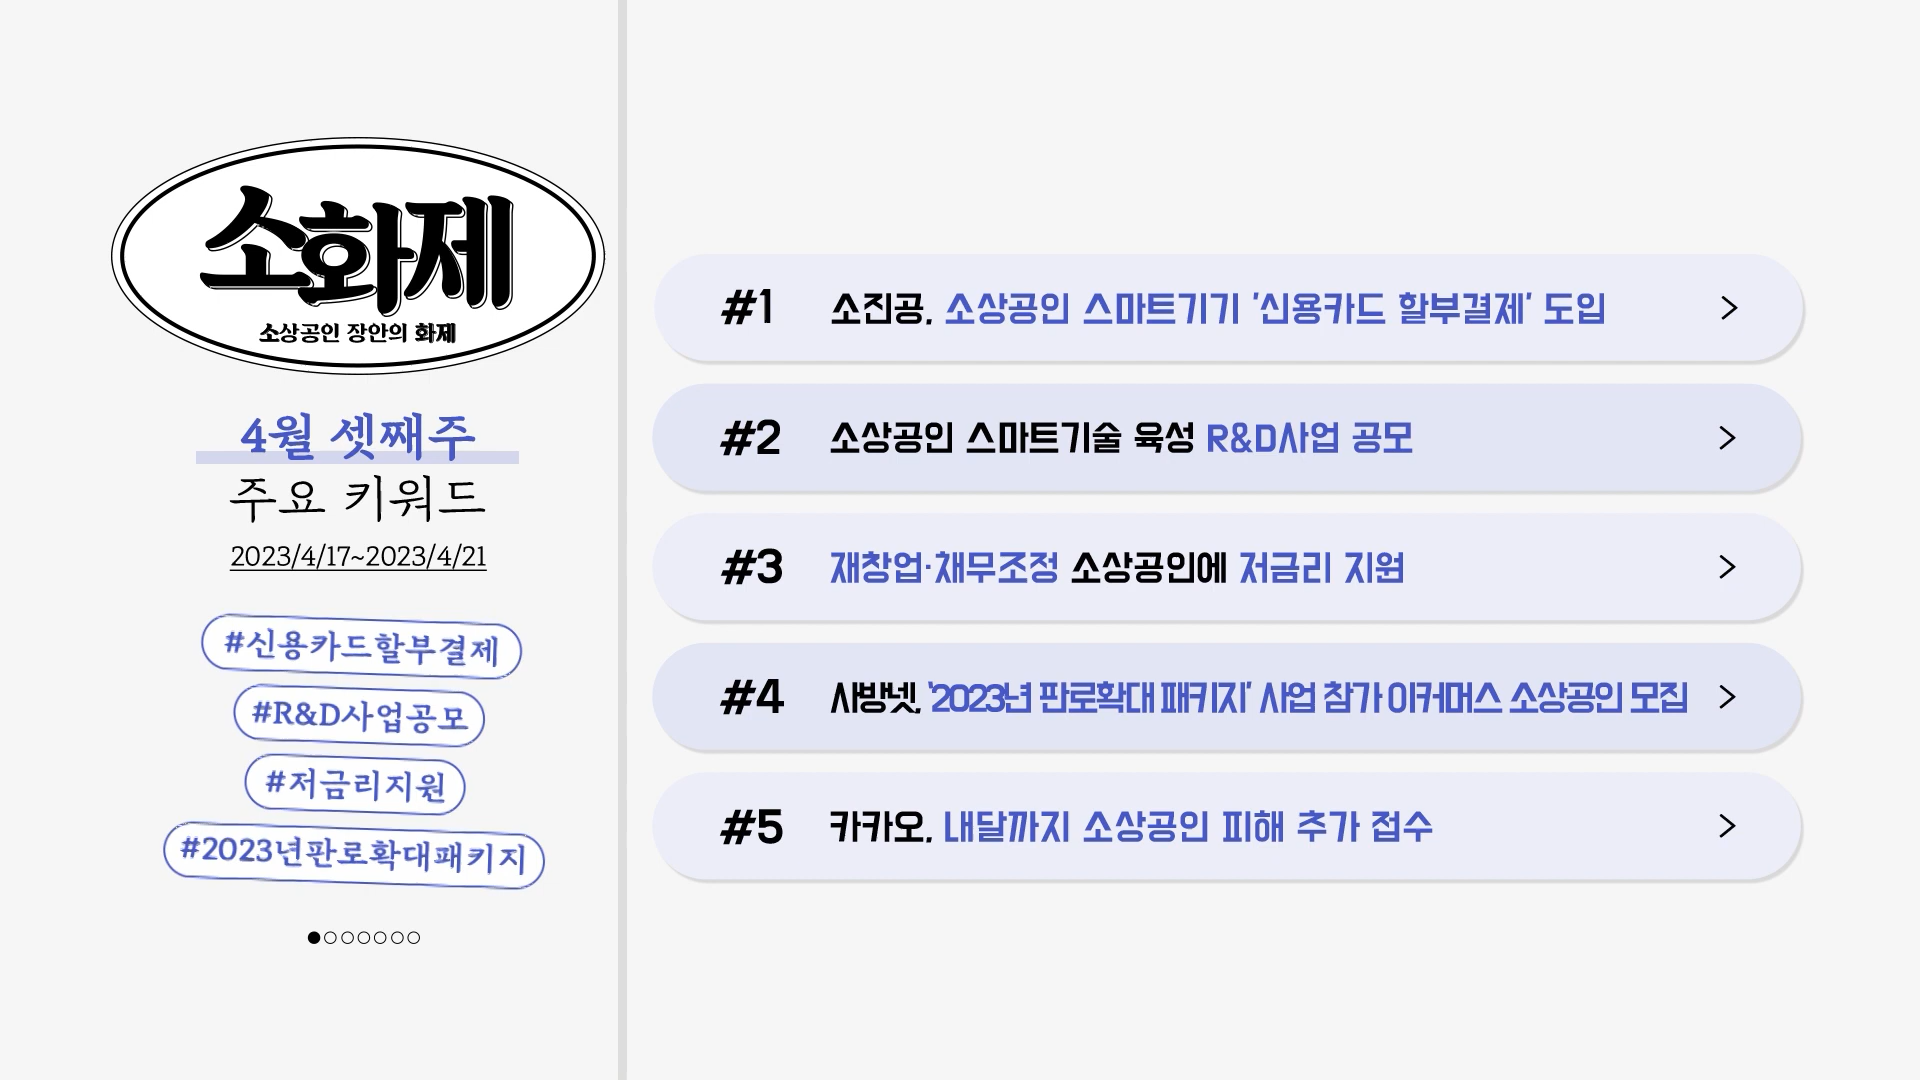 소화제
소상공인 장안의 화제
4월 셋째주
주요 키워드
2023/4/17~2023/4/21
#신용카드할부결제
#R&D사업공모
#저금리지원
#2023년판로확대패키지
#1 소진공, 소상공인 스마트기기 '신용카드 할부결제' 도입
#2 소상공인 스마트기술 육성 R&D사업 공모
#3 재창업·채무조정 소상공인에 저금리 지원
#4 사방넷, '2023년 판로확대 패키지' 사업 참가 이커머스 소상공인 모집
#5 카카오, 내달까지 소상공인 피해 추가 접수